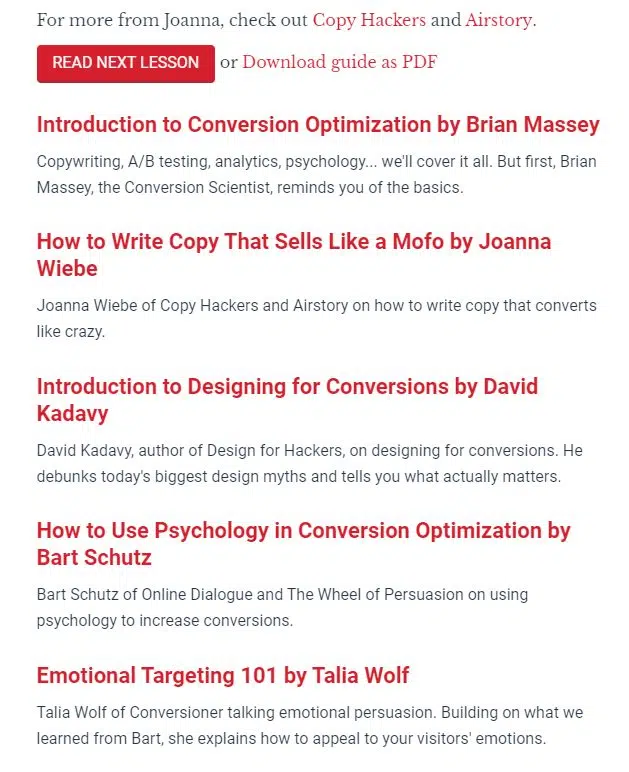 For more from Joanna, check out Copy Hackers and Airstory.
READ NEXT LESSON or Download guide as PDF
Introduction to Conversion Optimization by Brian Massey
Copywriting, A/B testing, analytics, psychology... we'll cover it all. But first, Brian
Massey, the Conversion Scientist, reminds you of the basics.
How to Write Copy That Sells Like a Mofo by Joanna
Wiebe
Joanna Wiebe of Copy Hackers and Airstory on how to write copy that converts
like crazy.
Introduction to Designing for Conversions by David
Kadavy
David Kadavy, author of Design for Hackers, on designing for conversions. He
debunks today's biggest design myths and tells you what actually matters.
How to Use Psychology in Conversion Optimization by
Bart Schutz
Bart Schutz of Online Dialogue and The Wheel of Persuasion on using
psychology to increase conversions.
Emotional Targeting 101 by Talia Wolf
Talia Wolf of Conversioner talking emotional persuasion. Building on what we
learned from Bart, she explains how to appeal to your visitors' emotions.